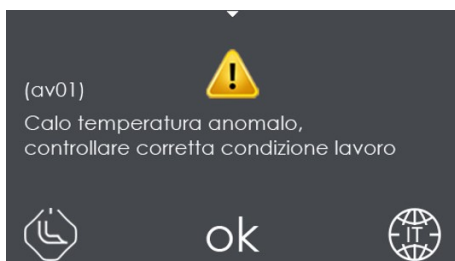 (av01)
Calo temperatura anomalo,
controllare corretta condizione lavoro
ok
IT